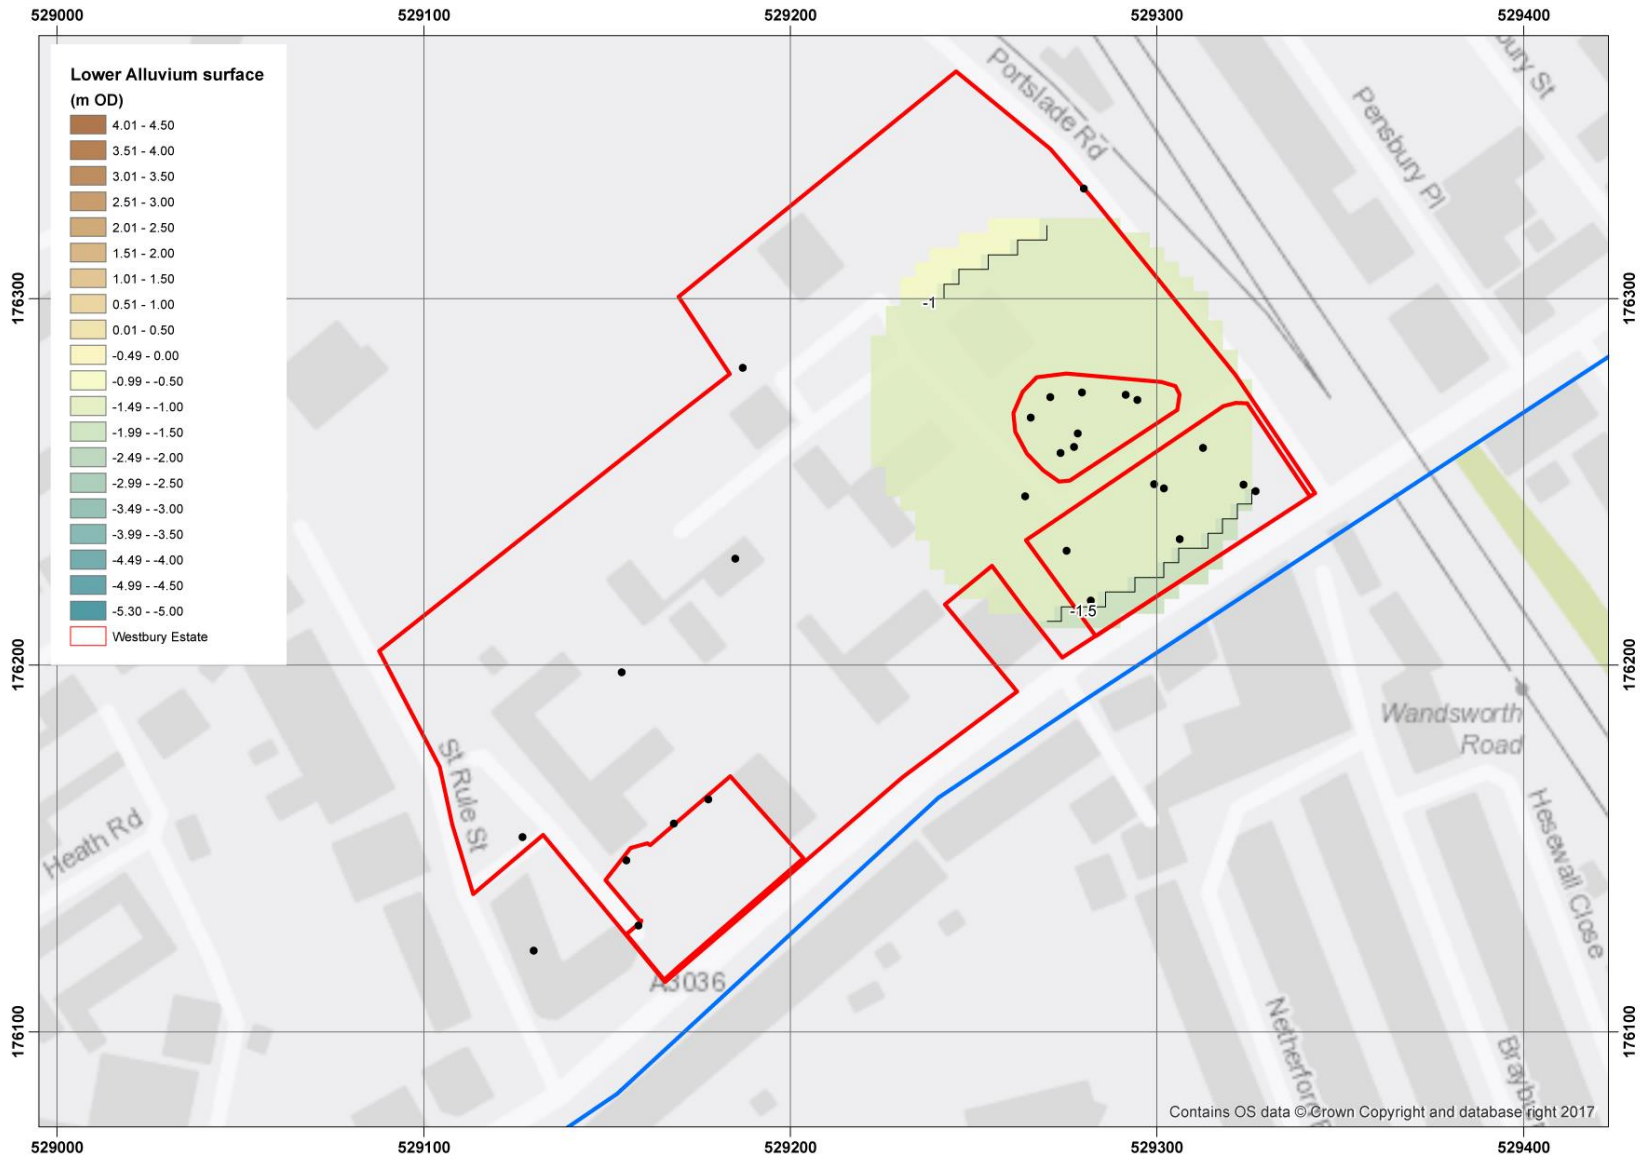 529000 529100 529200 529300 529400
Lower Alluvium surface
(m OD)
4.01 - 4.50
3.51 - 4.00
3.01 - 3.50
2.51 - 3.00
2.01 - 2.50
1.51 - 2.00
1.01 - 1.50
0.51 - 1.00
0.01 - 0.50
-0.49 - 0.00
-0.99 - -0.50
-1.49 - -1.00
-1.99 - -1.50
-2.49 - -2.00
-2.99 - -2.50
-3.49 - -3.00
-3.99 - -3.50
-4.49 - -4.00
-4.99 - -4.50
-5.30 - -5.00
Westbury Estate
Portslade Rd
Pensbury Pl
bury St
176300
176300
-1
-1.5
176200
176200
Wandsworth
Road
St Rule St
Heath Rd
Hesewall Close
A3036
176100
176100
Contains OS data © Crown Copyright and database right 2017
529000 529100 529200 529300 529400